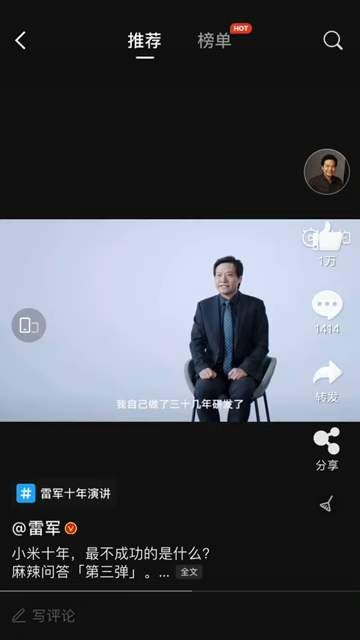 推荐
榜单
HOT
1万
1414
我自己做了三十几年研发了
转发
分享
#雷军十年演讲
@雷军
小米十年，最不成功的是什么？
麻辣问答「第三弹」。... 全文
写评论